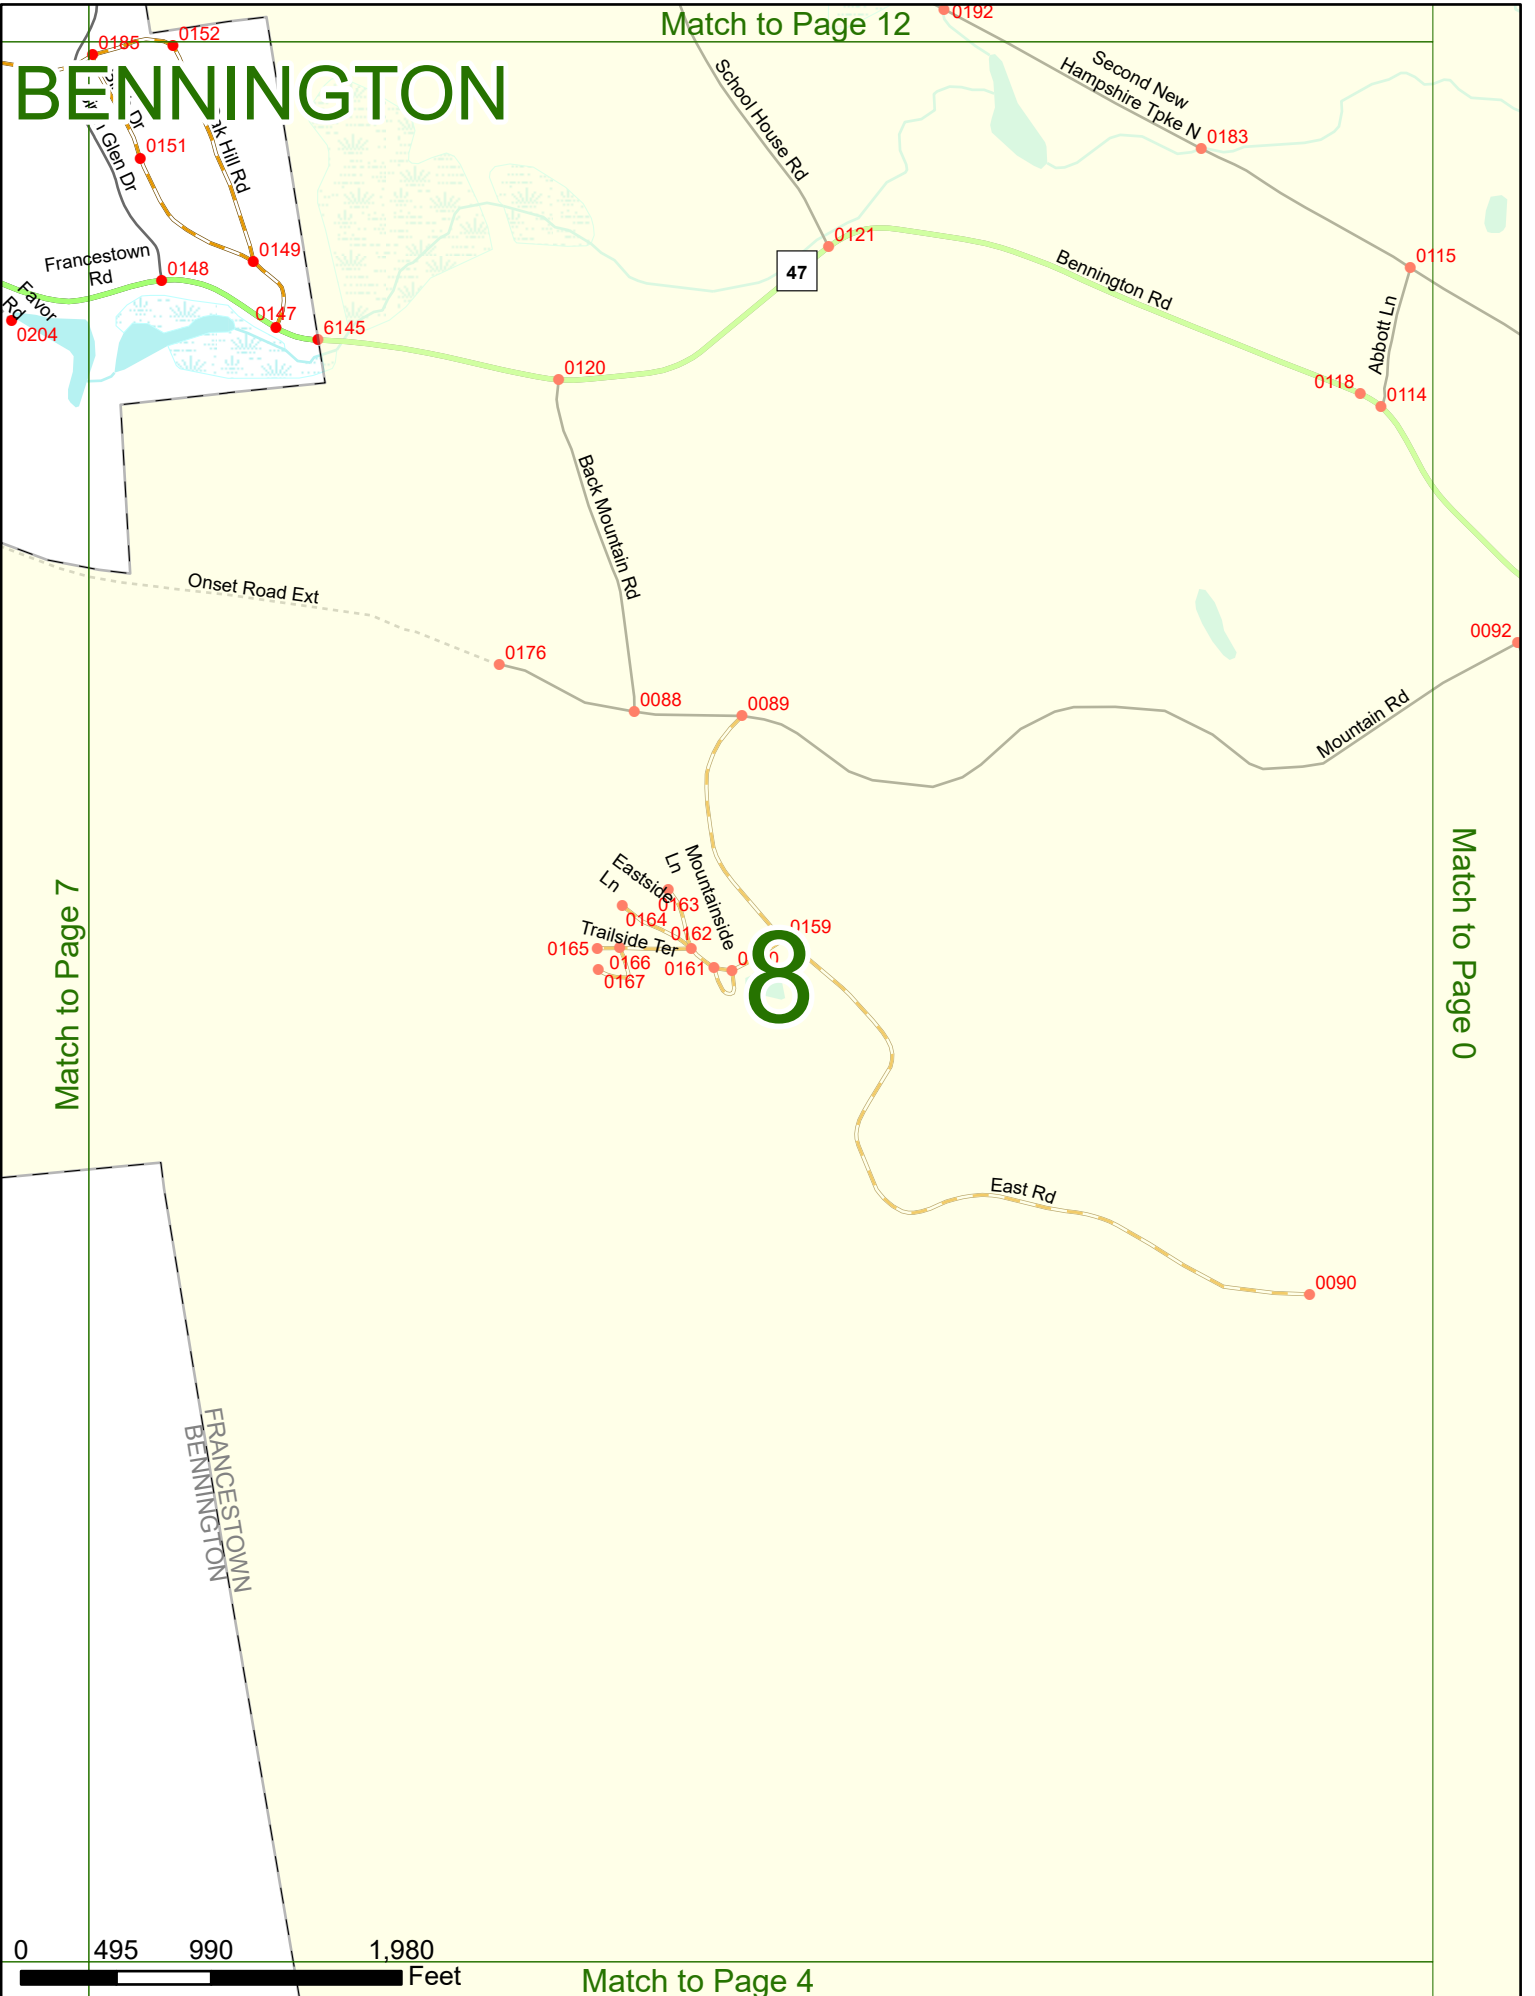 Match to Page 12
0192
0185
0152
BENNINGTON
School House Rd
Second New
Hampshire Tpke N
0183
Dr
Glen Dr
Hill Rd
0151
0121
47
0149
0115
Francestown
Rd
0148
Bennington Rd
Favor
Rd
0204
0147
6145
Abbott Ln
0120
0118
0114
Back Mountain Rd
Onset Road Ext
0176
0092
0088
0089
Mountain Rd
Match to Page 7
Match to Page 0
Eastside
Ln
Mountainside
Ln
0163
0164
0159
Trailside Ter
0162
0165
0166
0161
0167
8
East Rd
0090
FRANCESTOWN
BENNINGTON
0 495 990 1,980
Feet
Match to Page 4